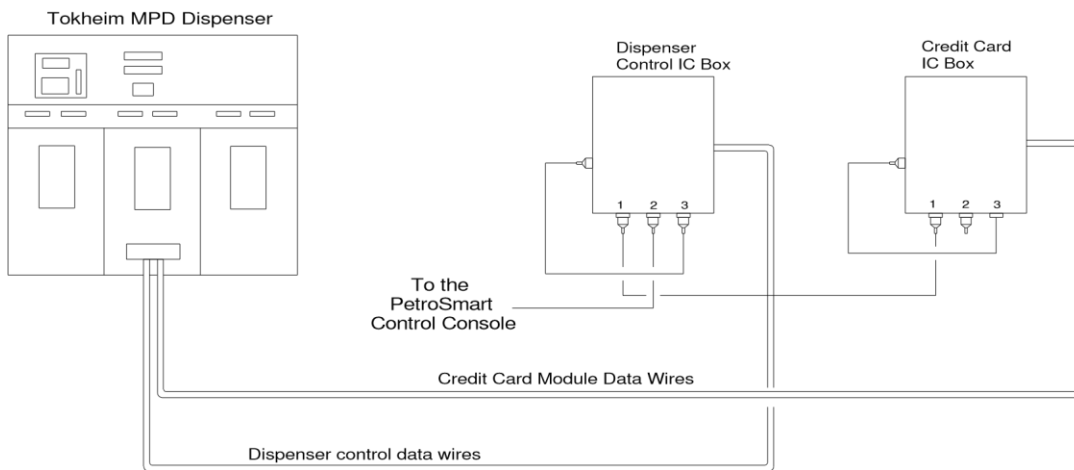 Tokheim MPD Dispenser
Dispenser
Control IC Box
Credit Card
IC Box
1 2 3
1 2 3
To the
PetroSmart
Control Console
Credit Card Module Data Wires
Dispenser control data wires